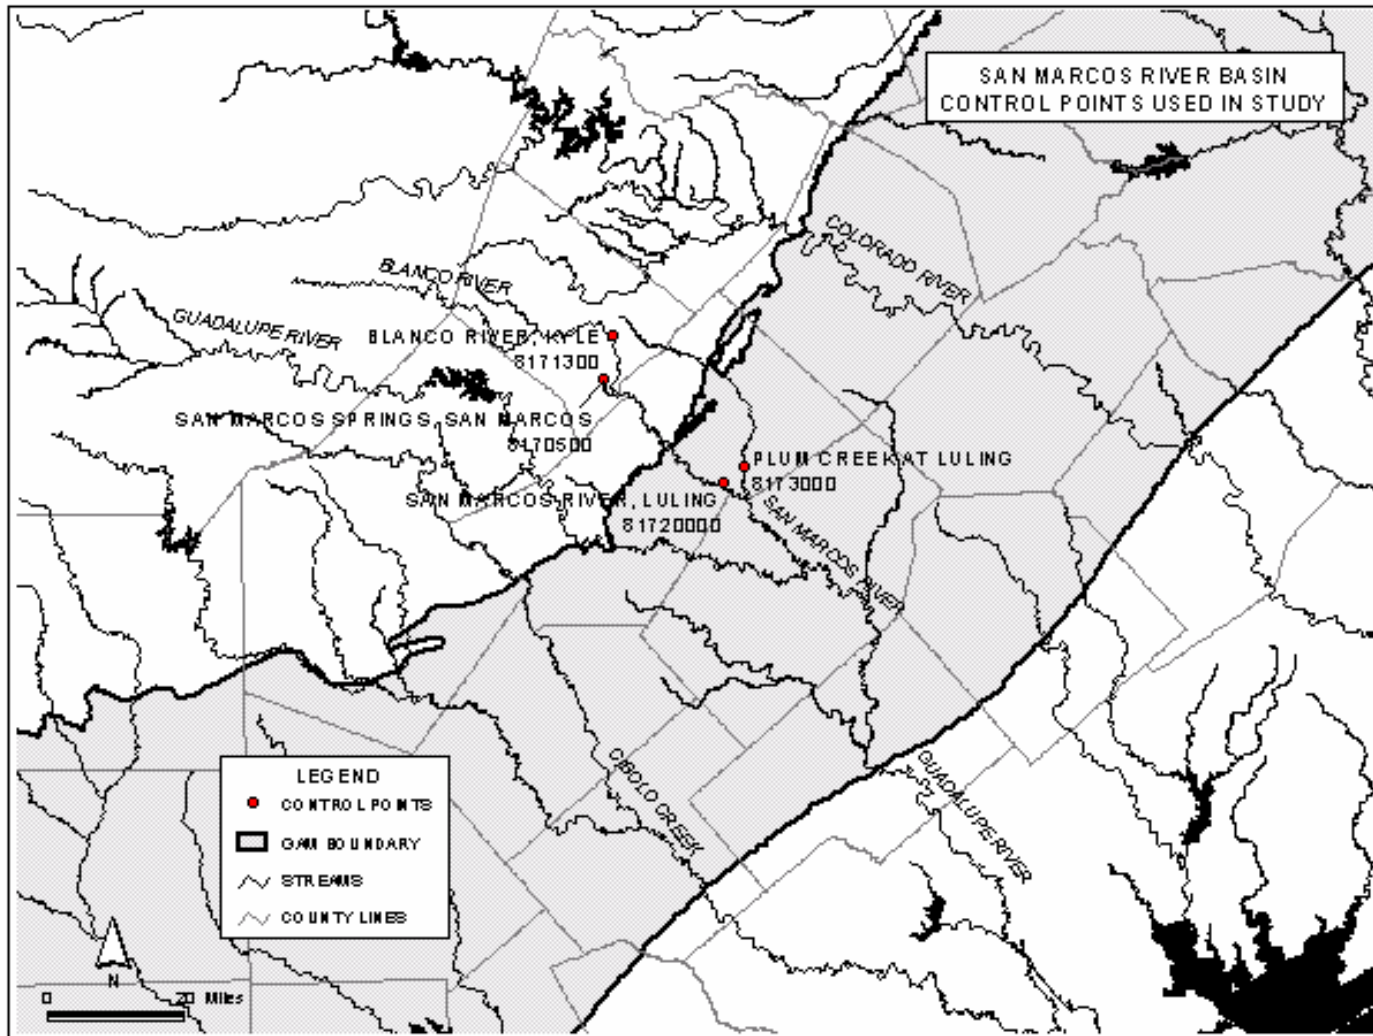 SAN MARCOS RIVER BASIN
CONTROL POINTS USED IN STUDY
COLORADO RIVER
BLANCO RIVER
GUADALUPE RIVER
BLANCO RIVER, KYLE
8171300
SAN MARCOS SPRINGS, SAN MARCOS
8170500
PLUM CREEK AT LULING
8173000
SAN MARCOS RIVER, LULING
81720000
SAN MARCOS RIVER
CIBOLO CREEK
GUADALUPE RIVER
LEGEND
CONTROL POINTS
GAM BOUNDARY
STREAMS
COUNTY LINES
N
0 20 Miles